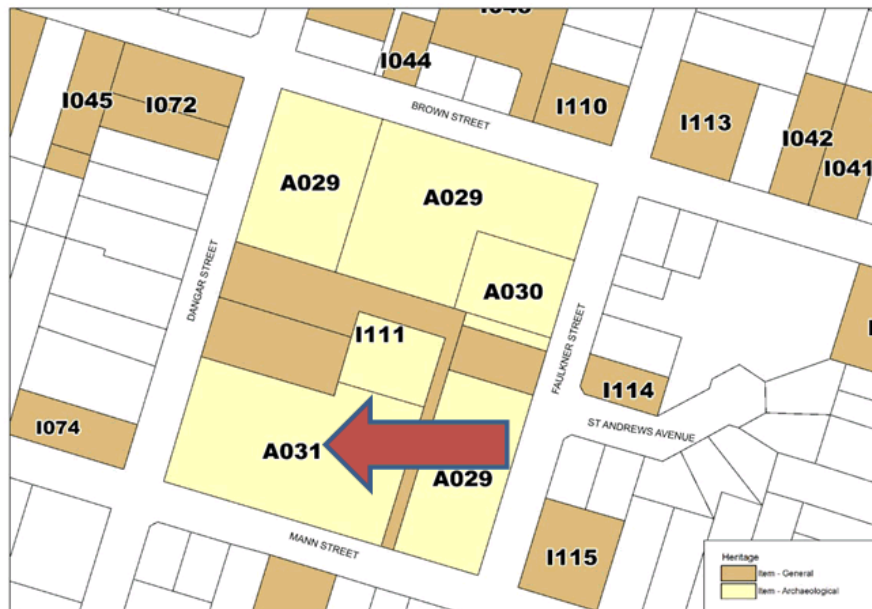 I044
I045
I072
BROWN STREET
I110
I113
I042
I041
A029
A029
A030
DANGAR STREET
I111
FAULKNER STREET
I114
ST ANDREWS AVENUE
I074
A031
A029
MANN STREET
I115
Heritage
Item - General
Item - Archaeological